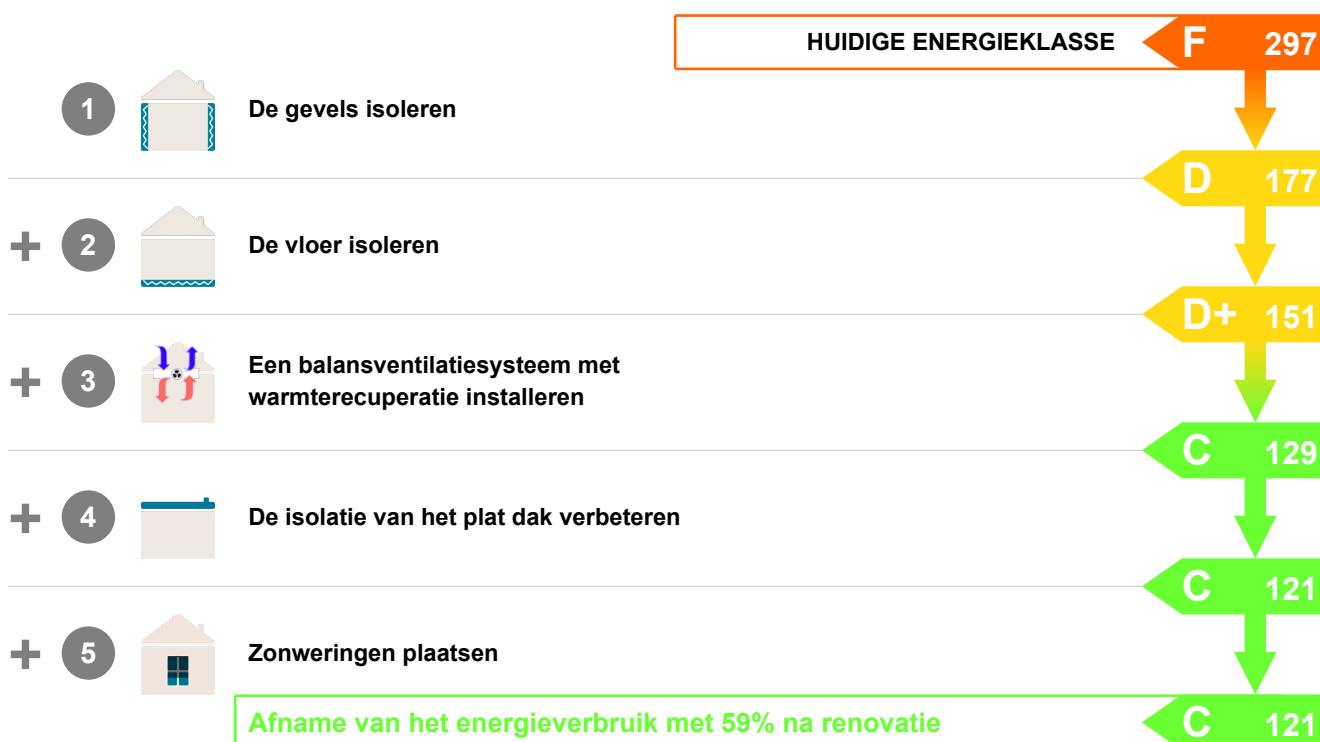 HUIDIGE ENERGIEKLASSE F 297
1 De gevels isoleren
D 177
+ 2 De vloer isoleren
D+ 151
+ 3 Een balansventilatiesysteem met
warmterecuperatie installeren
C 129
+ 4 De isolatie van het plat dak verbeteren
C 121
+ 5 Zonweringen plaatsen
Afname van het energieverbruik met 59% na renovatie C 121